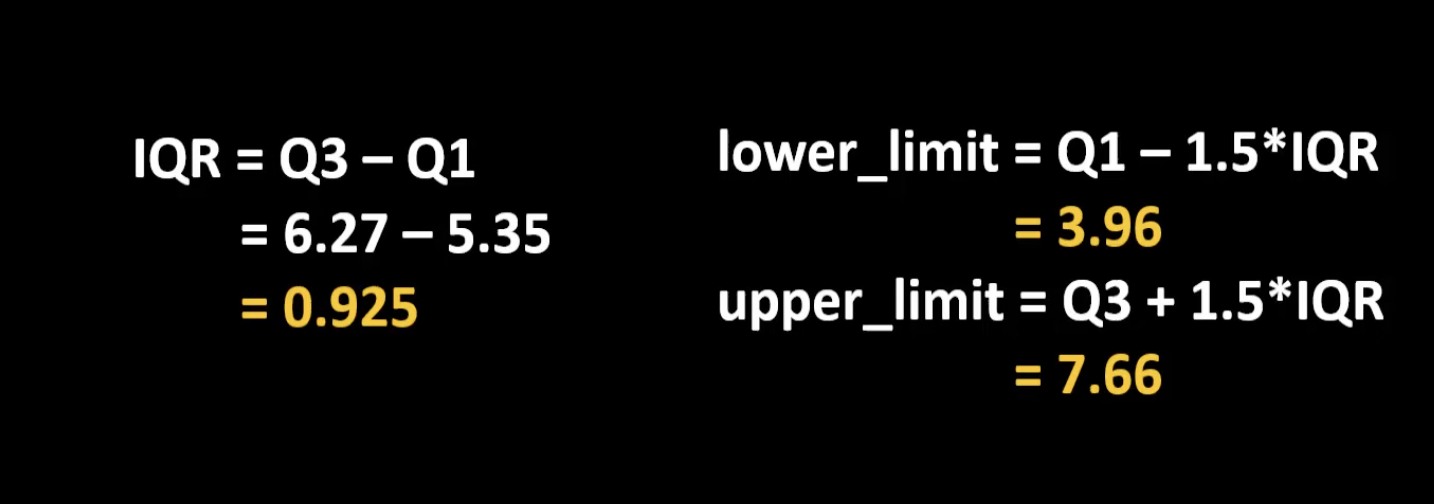 IQR = Q3 – Q1
= 6.27 – 5.35
= 0.925
lower_limit = Q1 – 1.5*IQR
= 3.96
upper_limit = Q3 + 1.5*IQR
= 7.66